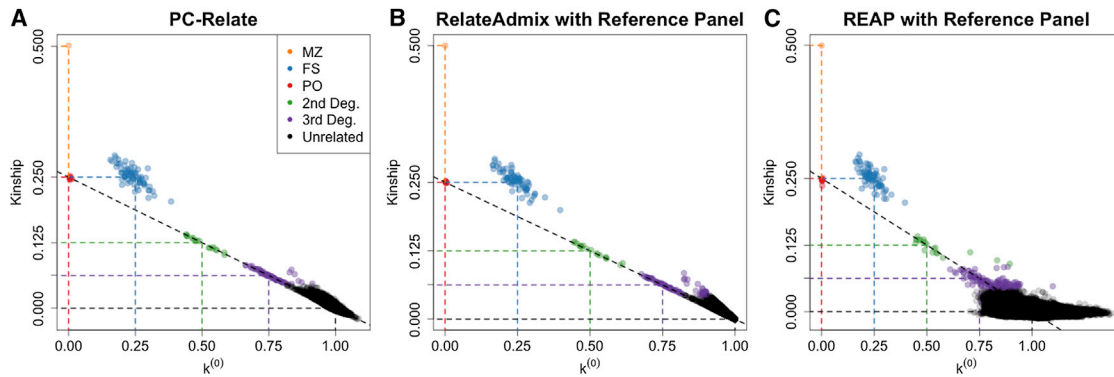 A
PC-Relate
Kinship
0.500
0.250
0.125
0.000
MZ
FS
PO
2nd Deg.
3rd Deg.
Unrelated
0.00
0.25
0.50
0.75
1.00
k(0)
B
RelateAdmix with Reference Panel
Kinship
0.500
0.250
0.125
0.000
0.00
0.25
0.50
0.75
1.00
k(0)
C
REAP with Reference Panel
Kinship
0.500
0.250
0.125
0.000
0.00
0.25
0.50
0.75
1.00
k(0)